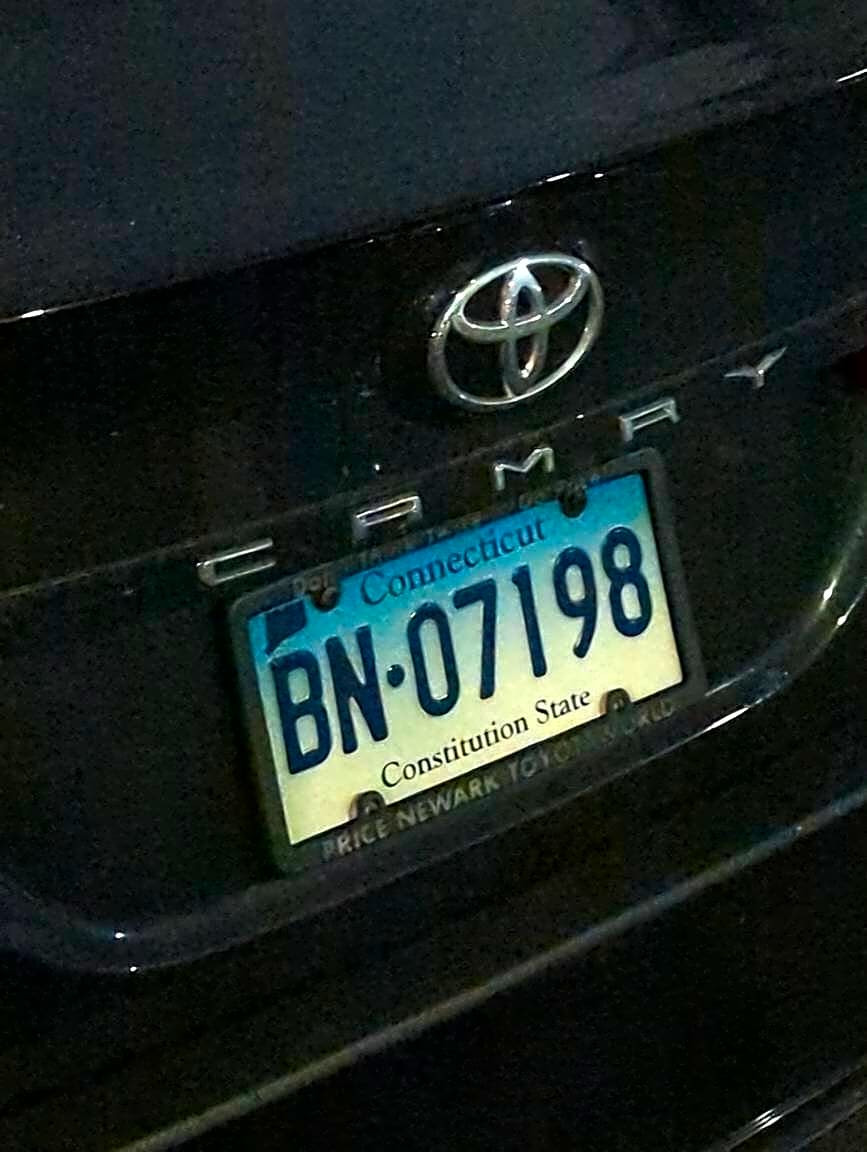 CAMRY
Connecticut
BN·07198
Constitution State
PRICE NEWARK TOYOTA WORLD